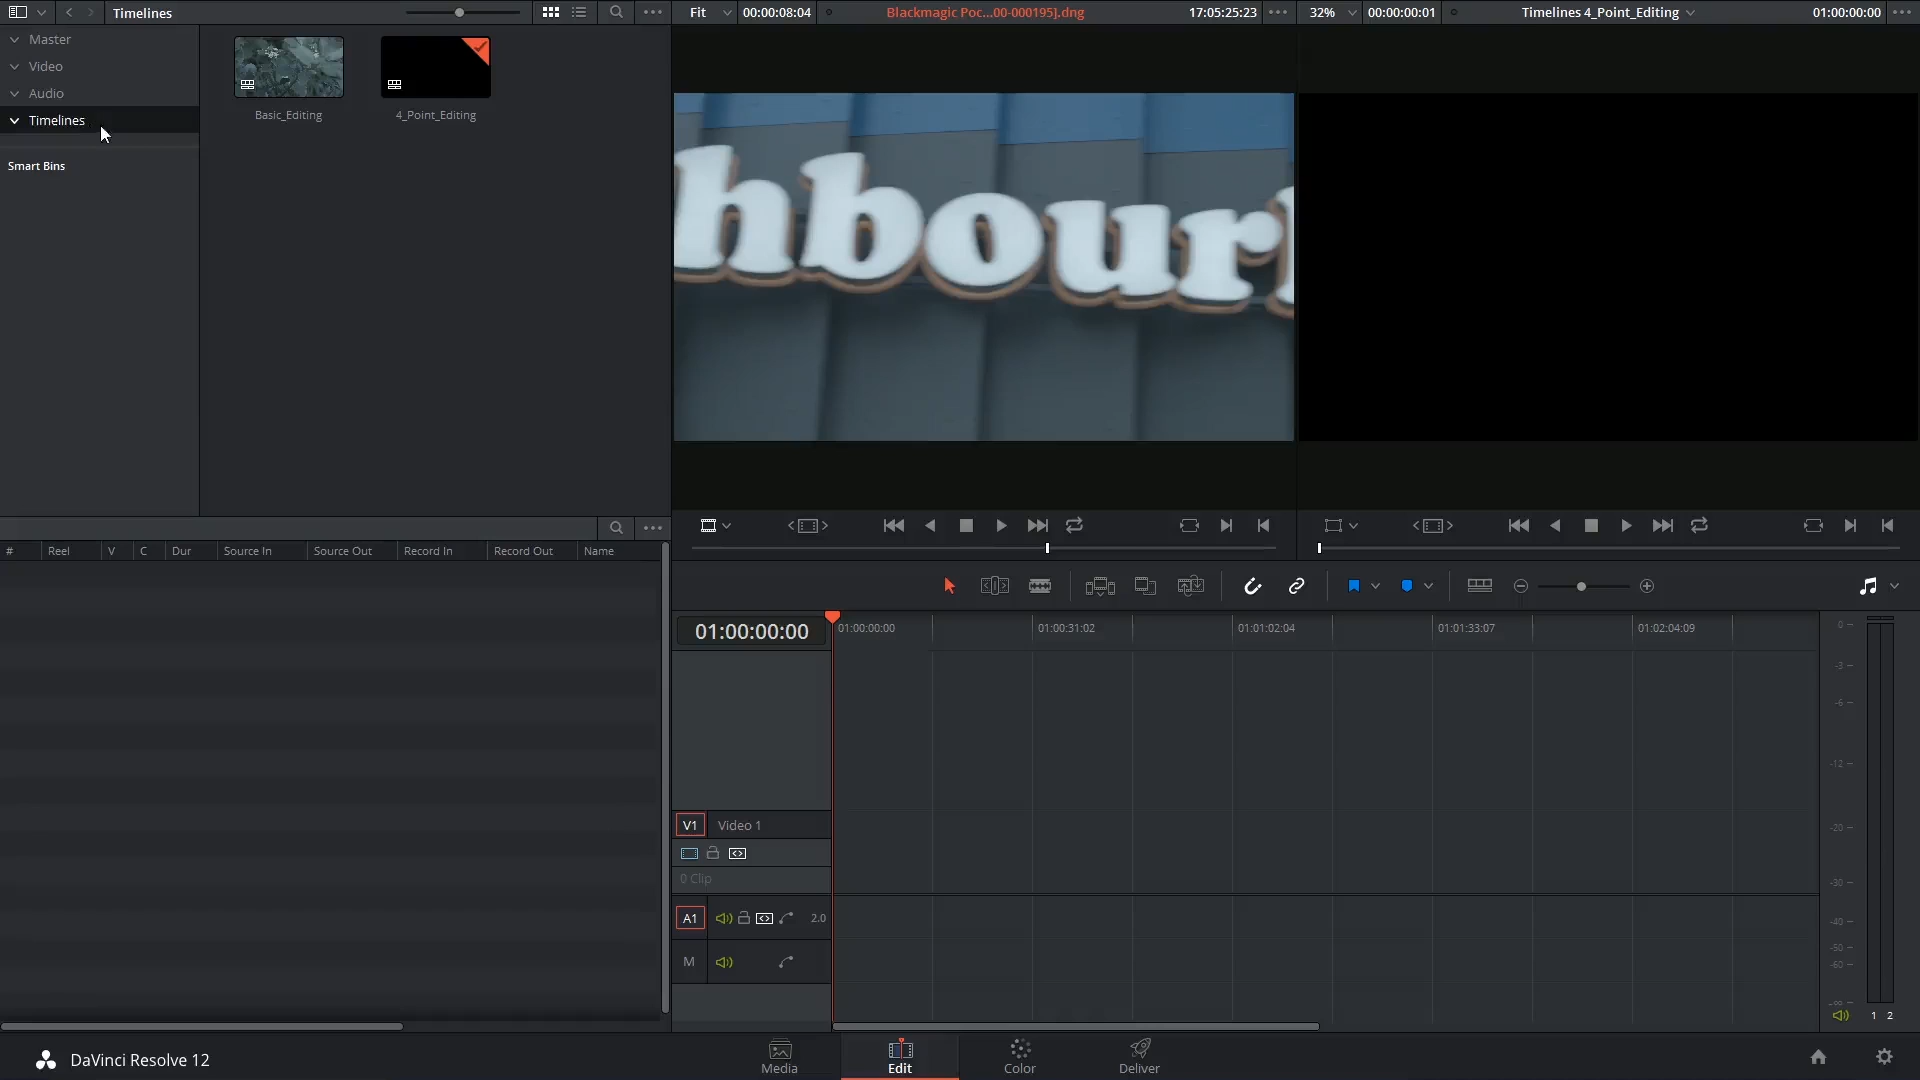 Timelines
Fit
00:00:08:04
Blackmagic Poc...00-000195].dng
17:05:25:23
32%
00:00:00:01
Timelines 4_Point_Editing
01:00:00:00
Master
Video
Audio
Timelines
Smart Bins
Basic_Editing
4_Point_Editing
hbour
# Reel V C Dur Source In Source Out Record In Record Out Name
01:00:00:00
01:00:00:00
01:00:31:02
01:01:02:04
01:01:33:07
01:02:04:09
V1 Video 1
0 Clip
A1 2.0
M
0
-3
-6
-12
-20
-30
-40
-50
-60
-∞
1 2
DaVinci Resolve 12
Media
Edit
Color
Deliver